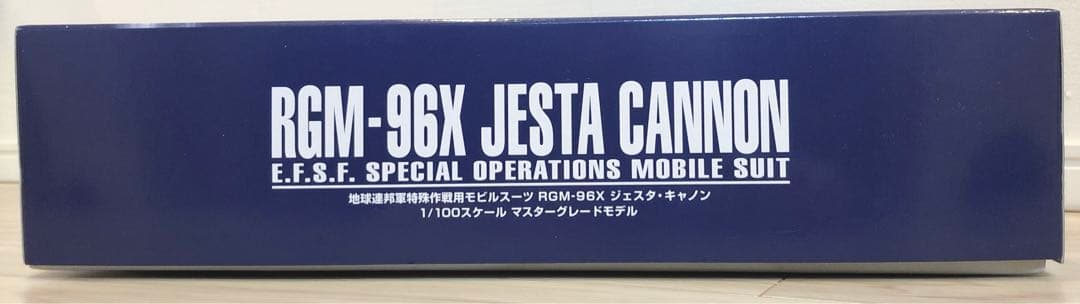 RGM-96X JESTA CANNON
E.F.S.F. SPECIAL OPERATIONS MOBILE SUIT
地球連邦軍特殊作戦用モビルスーツ RGM-96X ジェスタ・キャノン
1/100スケール マスターグレードモデル